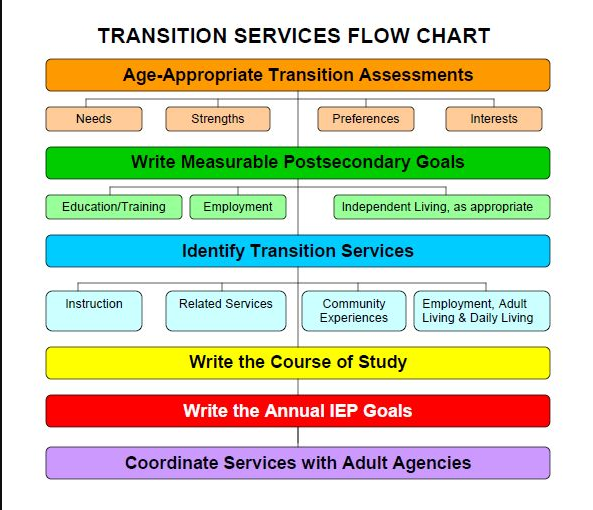 TRANSITION SERVICES FLOW CHART
Age-Appropriate Transition Assessments
Needs
Strengths
Preferences
Interests
Write Measurable Postsecondary Goals
Education/Training
Employment
Independent Living, as appropriate
Identify Transition Services
Instruction
Related Services
Community
Experiences
Employment, Adult
Living & Daily Living
Write the Course of Study
Write the Annual IEP Goals
Coordinate Services with Adult Agencies